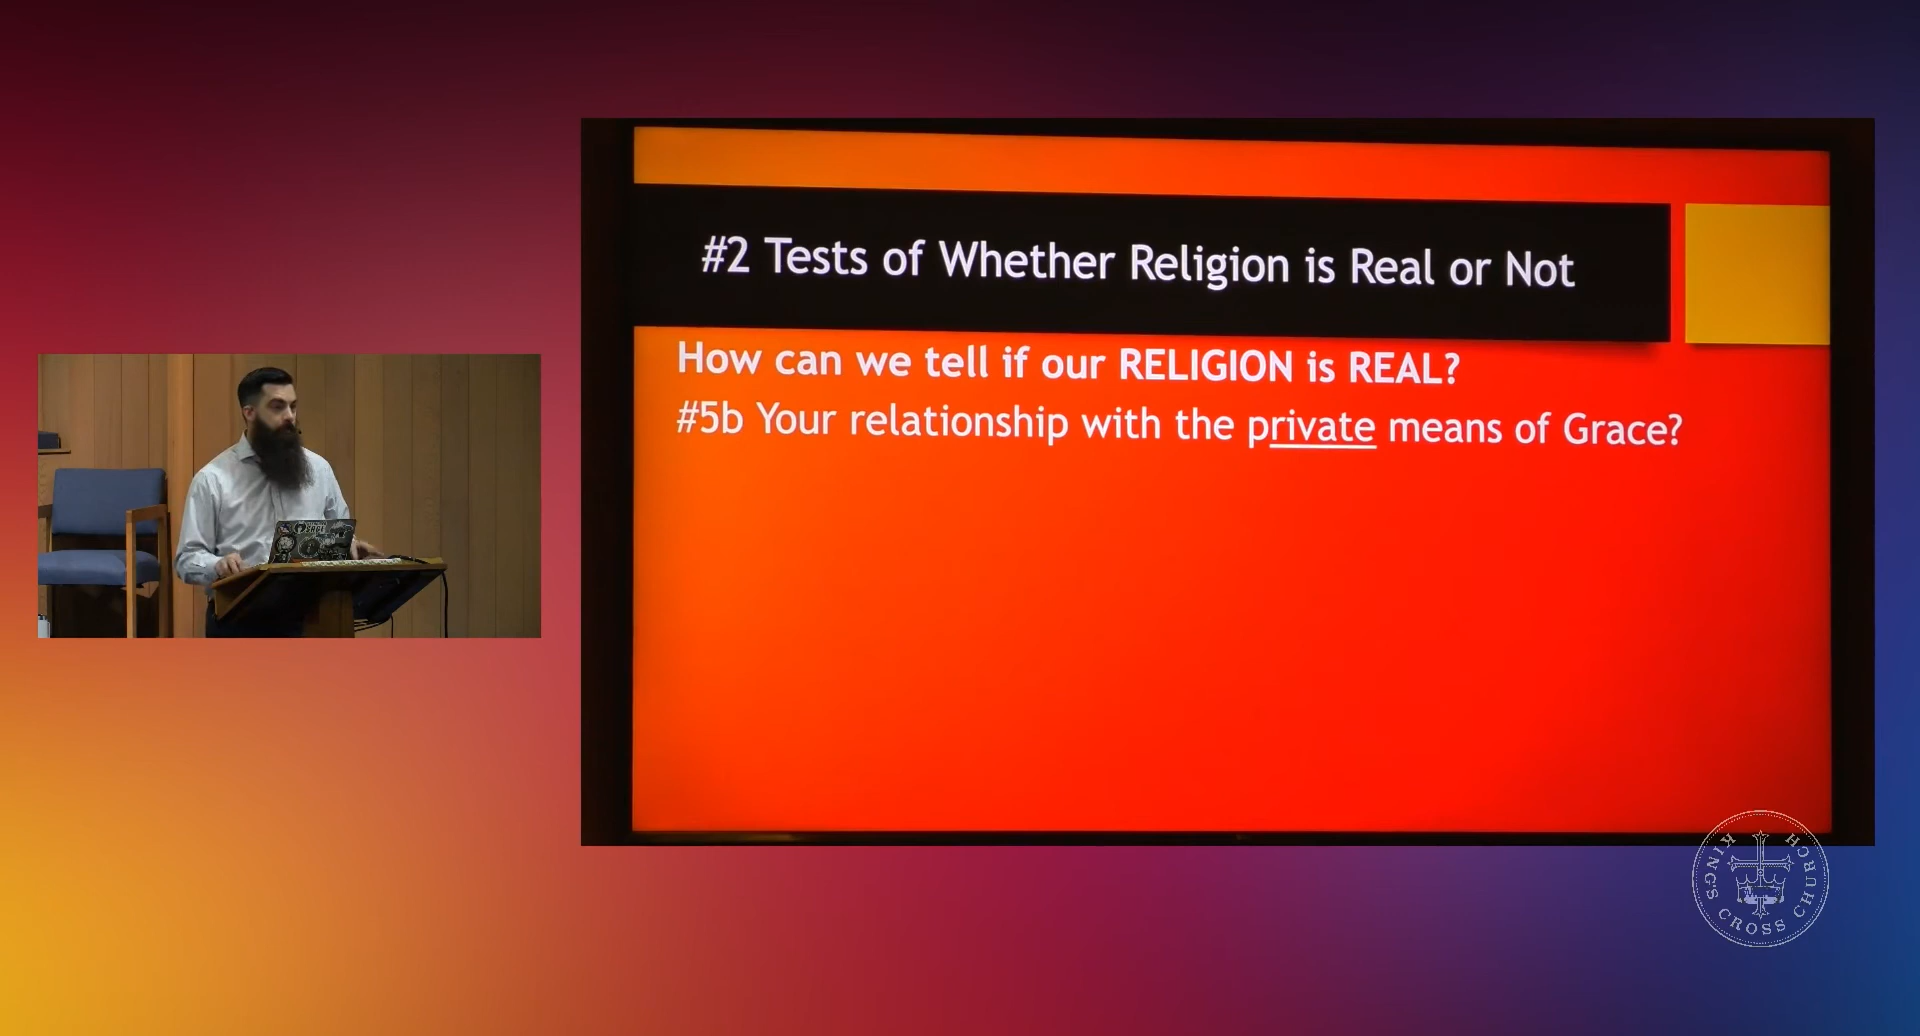 #2 Tests of Whether Religion is Real or Not
How can we tell if our RELIGION is REAL?
#5b Your relationship with the private means of Grace?
KING'S CROSS CHURCH